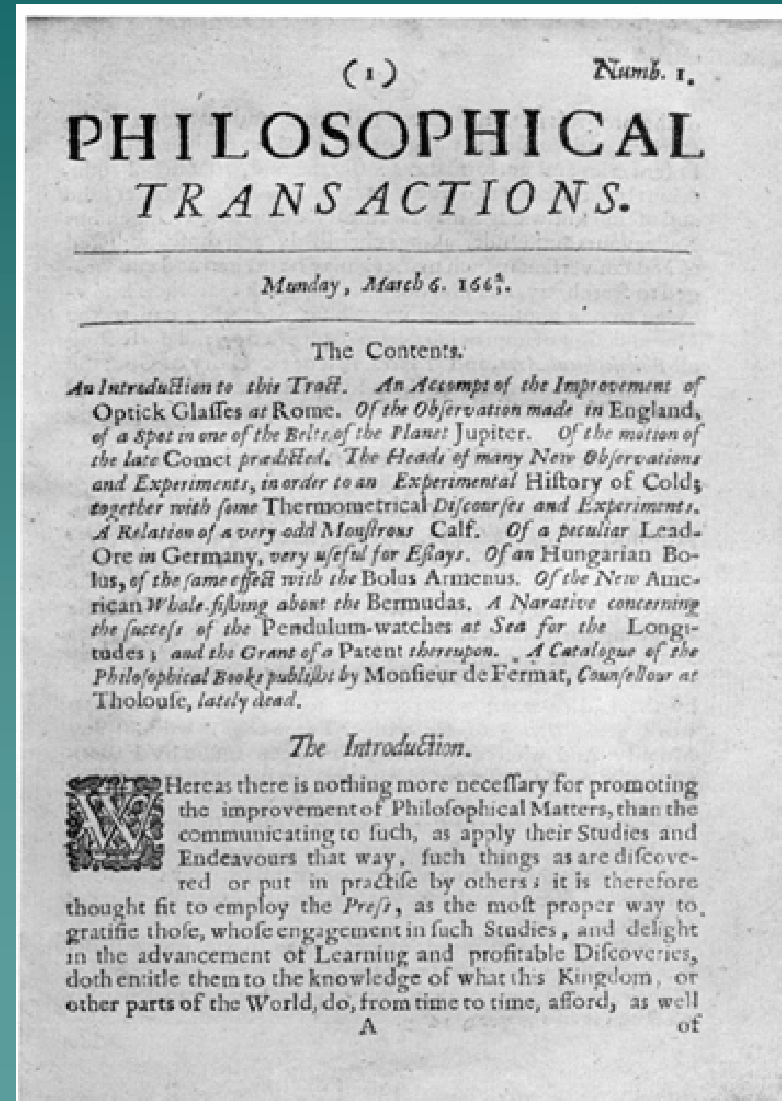 (1) Numb. 1.
PHILOSOPHICAL
TRANSACTIONS.
Munday, March 6. 166⁴⁄₅.
The Contents.
An Introduction to this Tract. An Accompt of the Improvement of
Optick Glaſſes at Rome. Of the Obſervation made in England,
of a Spot in one of the Belts of the Planet Jupiter. Of the motion of
the late Comet prædicted. The Heads of many New Obſervations
and Experiments, in order to an Experimental Hiſtory of Cold;
together with ſome Thermometrical Diſcourſes and Experiments.
A Relation of a very odd Monſtrous Calf. Of a peculiar Lead-
Ore in Germany, very uſeful for Eſſays. Of an Hungarian Bo-
lus, of the ſame effect with the Bolus Armenus. Of the New Ame-
rican Whale-fiſhing about the Bermudas. A Narative concerning
the ſucceſs of the Pendulum-watches at Sea for the Longi-
tudes; and the Grant of a Patent thereupon. A Catalogue of the
Philoſophical Books publiſht by Monſieur de Fermat, Counſellour at
Tholouſe, lately dead.
The Introduction.
WHereas there is nothing more neceſſary for promoting
the improvement of Philoſophical Matters, than the
communicating to ſuch, as apply their Studies and
Endeavours that way, ſuch things as are diſcove-
red or put in practiſe by others; it is therefore
thought fit to employ the Preſs, as the moſt proper way to
gratifie thoſe, whoſe engagement in ſuch Studies, and delight
in the advancement of Learning and profitable Diſcoveries,
doth entitle them to the knowledge of what this Kingdom, or
other parts of the World, do, from time to time, afford, as well
A of